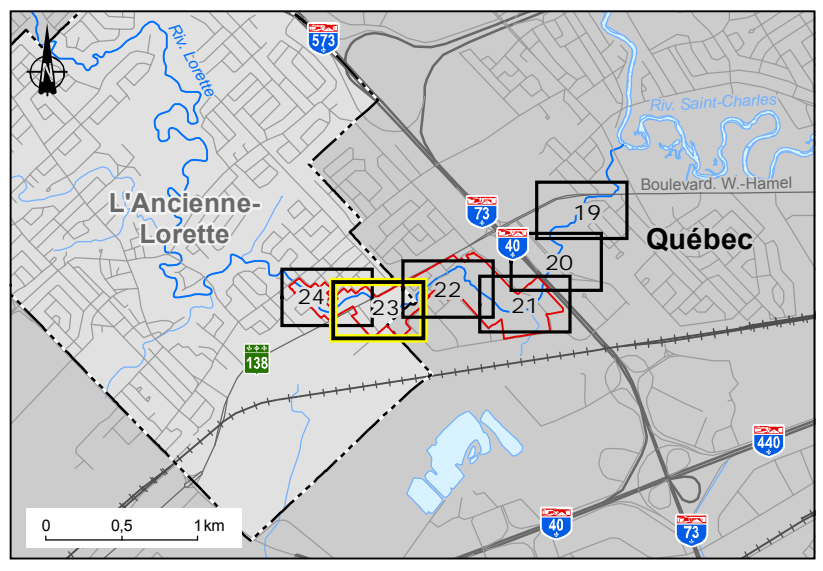 573
N
Riv. Lorette
Riv. Saint-Charles
Boulevard. W.-Hamel
L'Ancienne-
Lorette
73
19
40
Québec
20
24
23
22
21
138
440
40
73
0 0,5 1 km